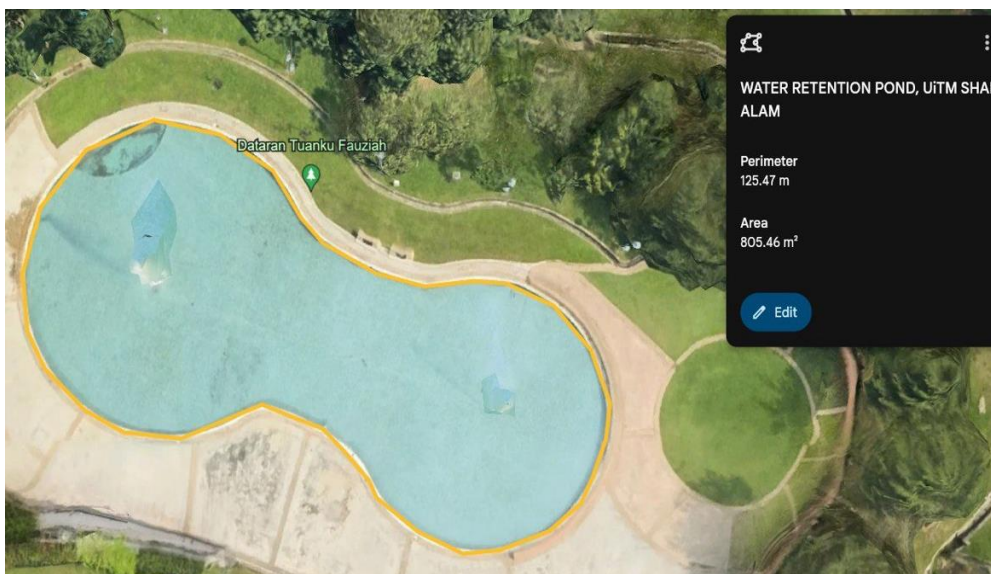 Dataran Tuanku Fauziah
WATER RETENTION POND, UiTM SHA
ALAM
Perimeter
125.47 m
Area
805.46 m²
Edit